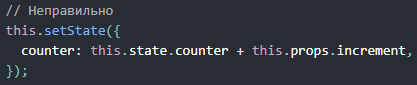 // Неправильно
this.setState({
  counter: this.state.counter + this.props.increment,
});